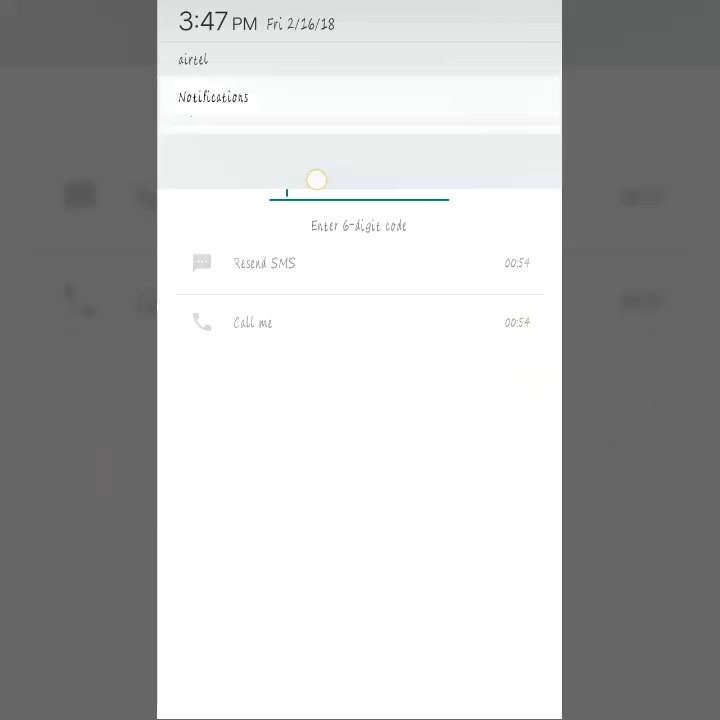 3:47 PM Fri 2/16/18
airtel
Notifications
Enter 6-digit code
Resend SMS 00:54
Call me 00:54